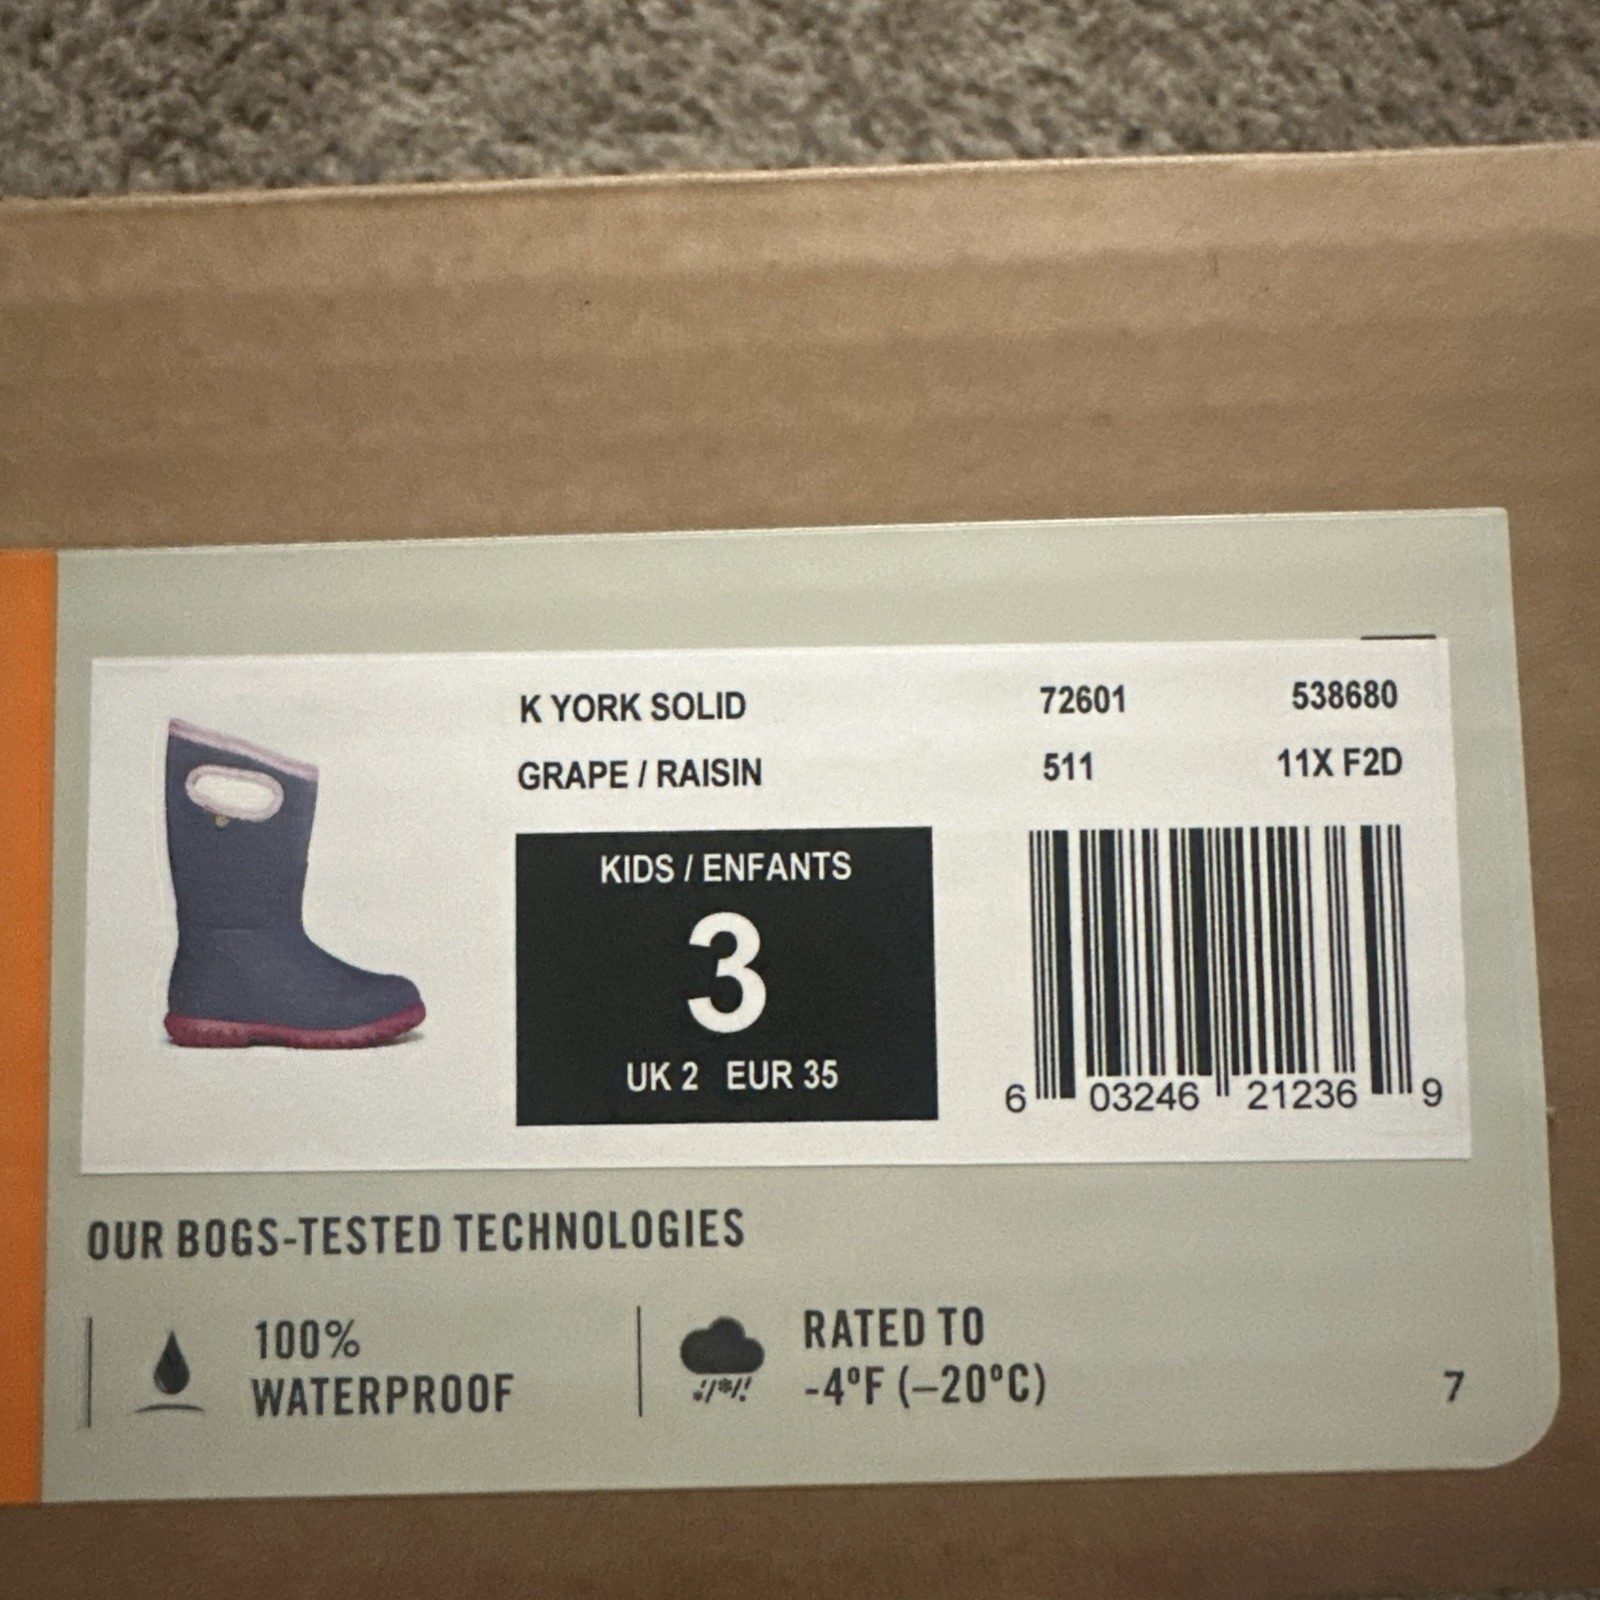 K YORK SOLID 72601 538680
GRAPE / RAISIN 511 11X F2D
KIDS / ENFANTS
3
UK 2 EUR 35
6 03246 21236 9
OUR BOGS-TESTED TECHNOLOGIES
100%
WATERPROOF
RATED TO
-4°F (–20°C)
7